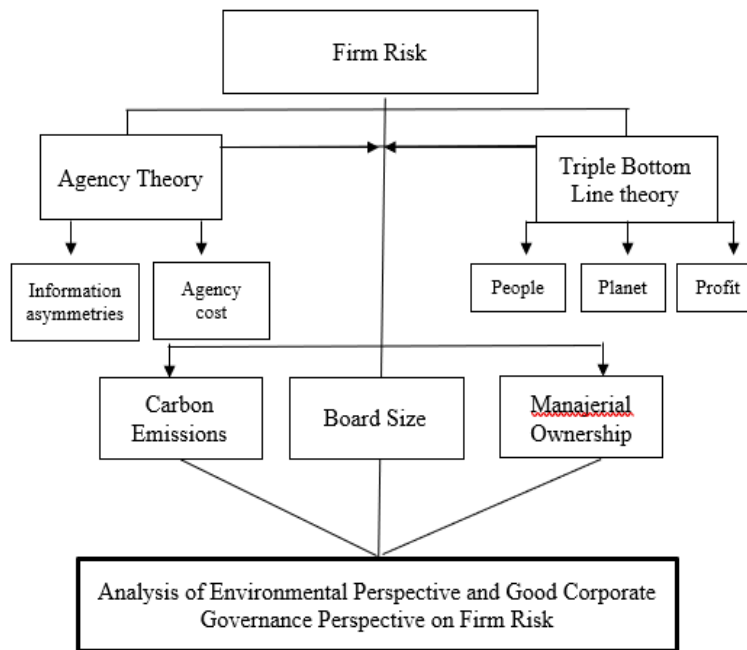 Firm Risk
Agency Theory
Triple Bottom
Line theory
Information
asymmetries
Agency
cost
People
Planet
Profit
Carbon
Emissions
Board Size
Manajerial
Ownership
Analysis of Environmental Perspective and Good Corporate
Governance Perspective on Firm Risk